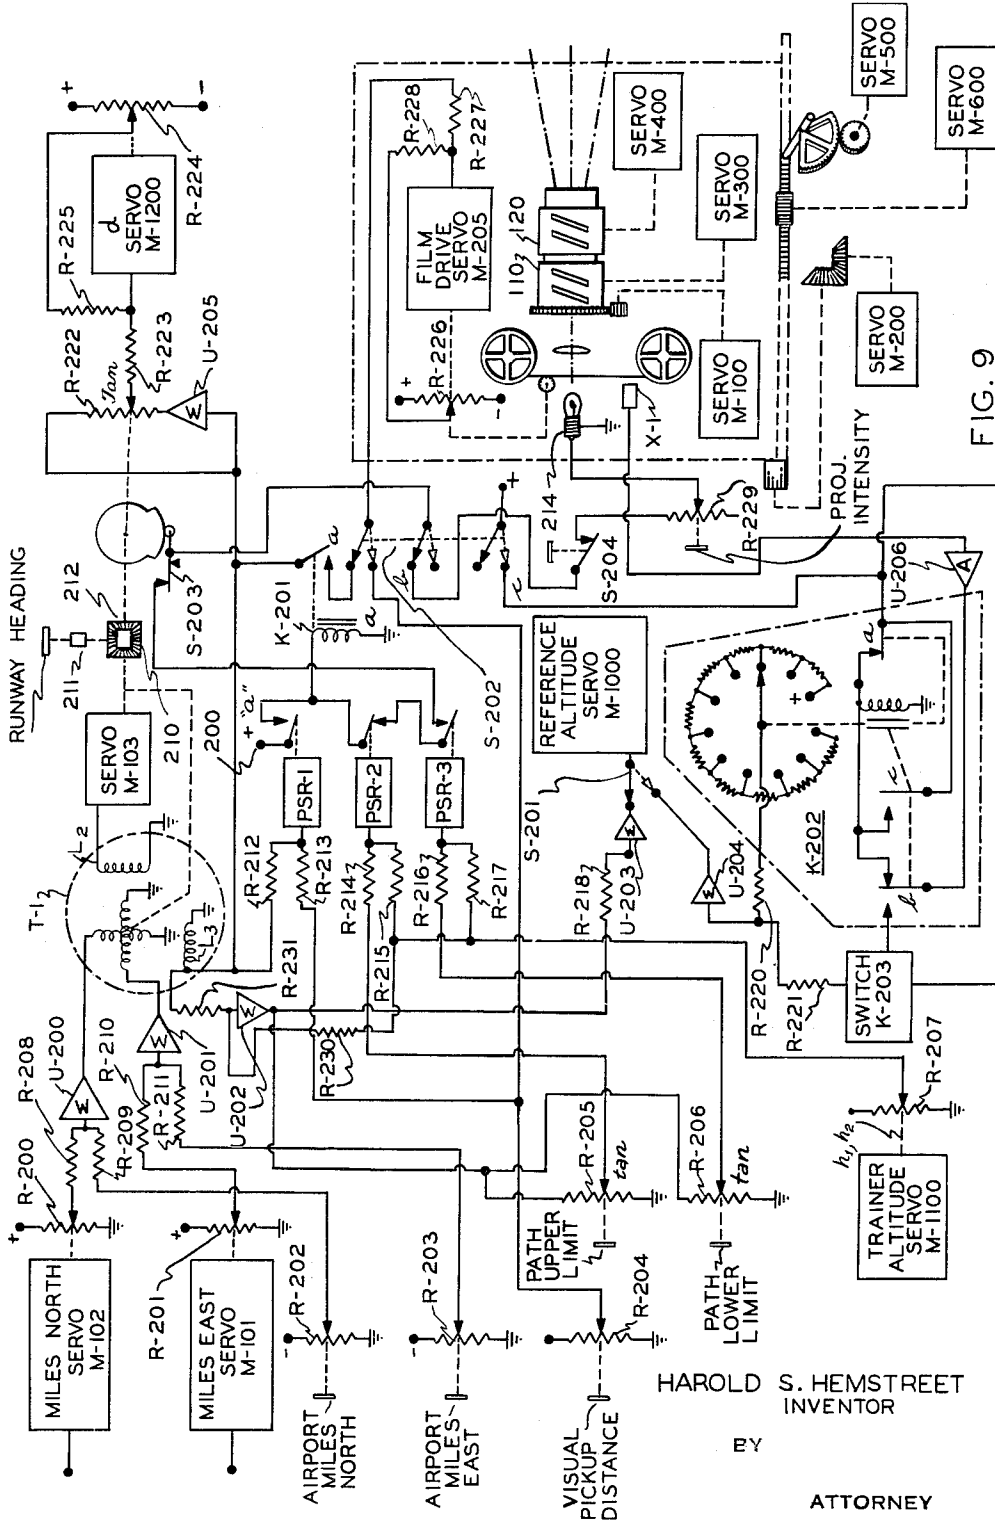 RUNWAY HEADING
211
212
T-1
L2
L3
SERVO
M-103
210
S-203
R-222
Tan
R-223
R-225
U-205
W
d
SERVO
M-1200
R-224
+
-
R-208
U-200
W
R-200
+
R-209
R-210
R-211
U-201
W
MILES NORTH
SERVO
M-102
MILES EAST
SERVO
M-101
R-201
+
R-231
U-202
W
R-230
R-212
R-213
R-214
R-215
R-216
R-217
200
+ "a"
PSR-1
PSR-2
PSR-3
K-201
a
a
b
c
+
S-202
S-204
R-226
+
-
FILM
DRIVE
SERVO
M-205
R-228
R-227
110
120
214
X-1
R-229
PROJ.
INTENSITY
SERVO
M-400
SERVO
M-300
SERVO
M-100
SERVO
M-200
SERVO
M-500
SERVO
M-600
AIRPORT
MILES
NORTH
R-202
-
AIRPORT
MILES
EAST
R-203
-
VISUAL
PICKUP
DISTANCE
R-204
-
PATH
UPPER
LIMIT
R-205
tan
PATH
LOWER
LIMIT
R-206
tan
S-201
REFERENCE
ALTITUDE
SERVO
M-1000
R-218
U-203
W
U-204
W
R-220
R-221
SWITCH
K-203
K-202
+
a
b
c
U-206
A
R-207
h1, h2
TRAINER
ALTITUDE
SERVO
M-1100
FIG. 9
HAROLD S. HEMSTREET
INVENTOR
BY
ATTORNEY